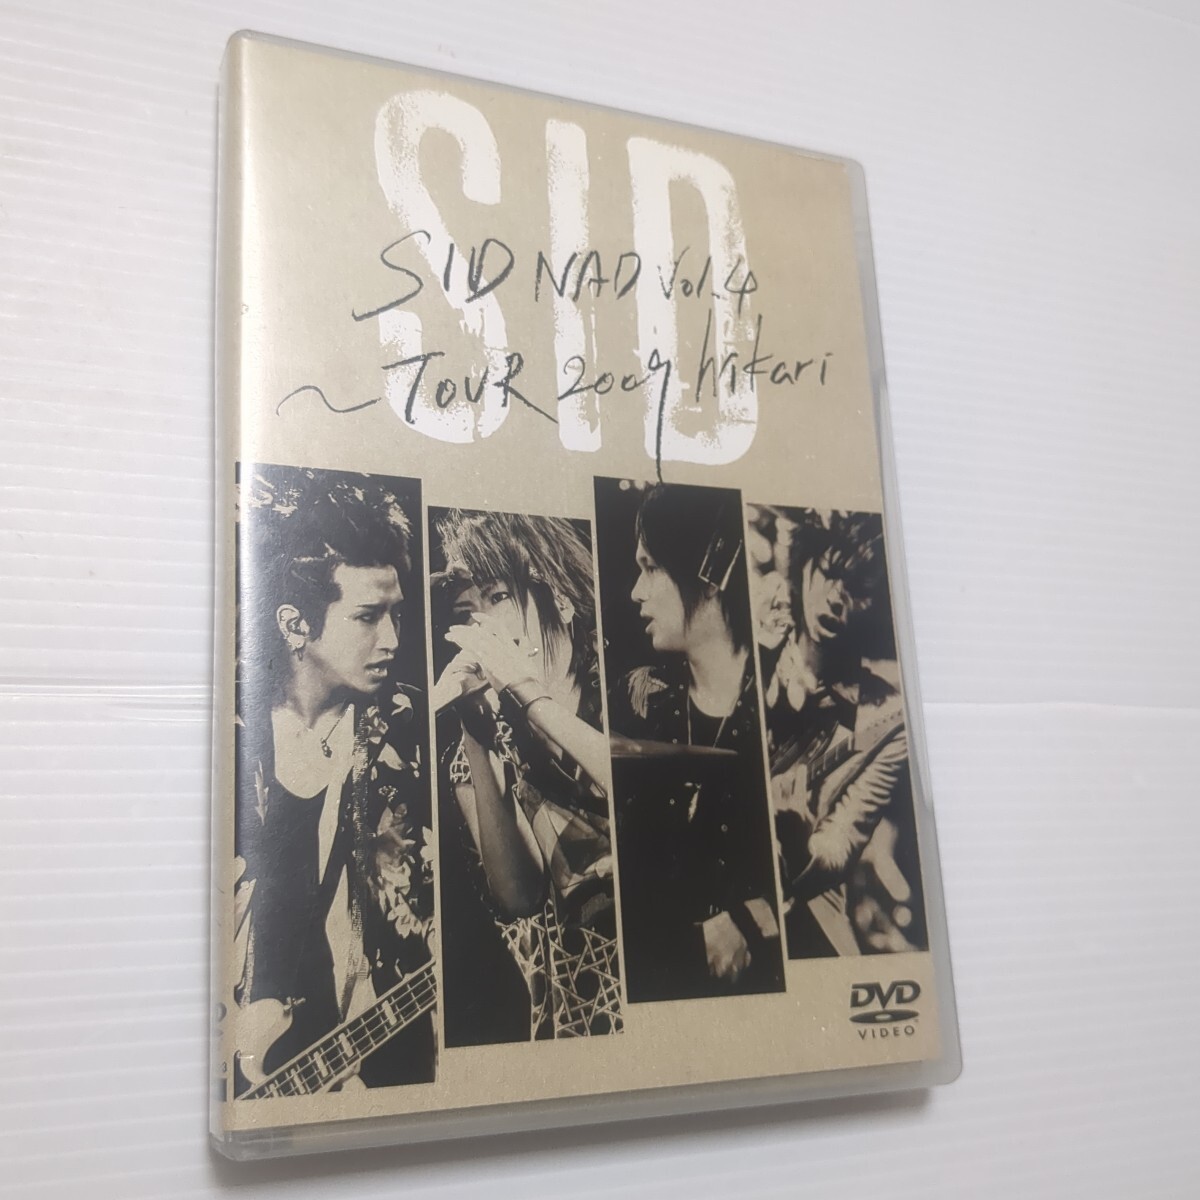 SID
SID NAD Vol.4
～TOUR 2009 hikari
DVD
VIDEO